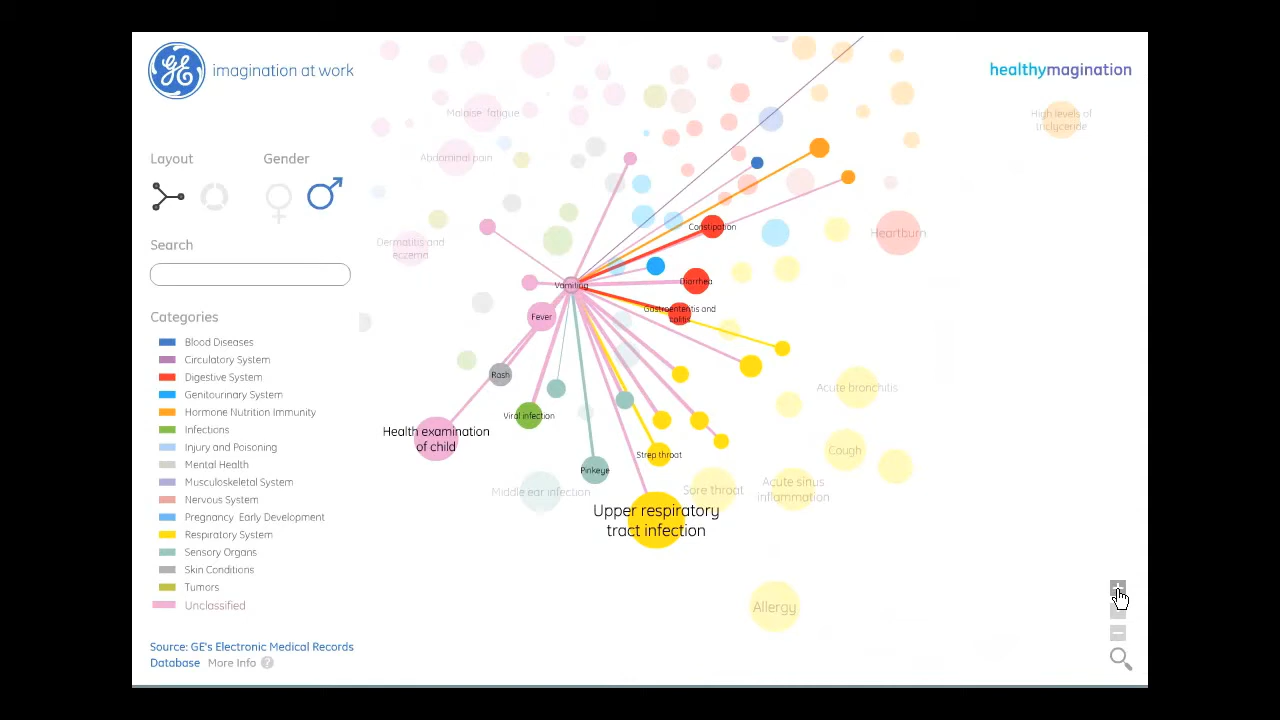 imagination at work
healthymagination
Layout
Gender
Search
Categories
Blood Diseases
Circulatory System
Digestive System
Genitourinary System
Hormone Nutrition Immunity
Infections
Injury and Poisoning
Mental Health
Musculoskeletal System
Nervous System
Pregnancy Early Development
Respiratory System
Sensory Organs
Skin Conditions
Tumors
Unclassified
Source: GE's Electronic Medical Records
Database More Info ?
Malaise fatigue
Abdominal pain
High levels of
triglyceride
Dermatitis and
eczema
Constipation
Heartburn
Vomiting
Diarrhea
Gastroenteritis and
colitis
Fever
Rash
Viral infection
Acute bronchitis
Health examination
of child
Strep throat
Cough
Pinkeye
Middle ear infection
Sore throat
Acute sinus
inflammation
Upper respiratory
tract infection
Allergy